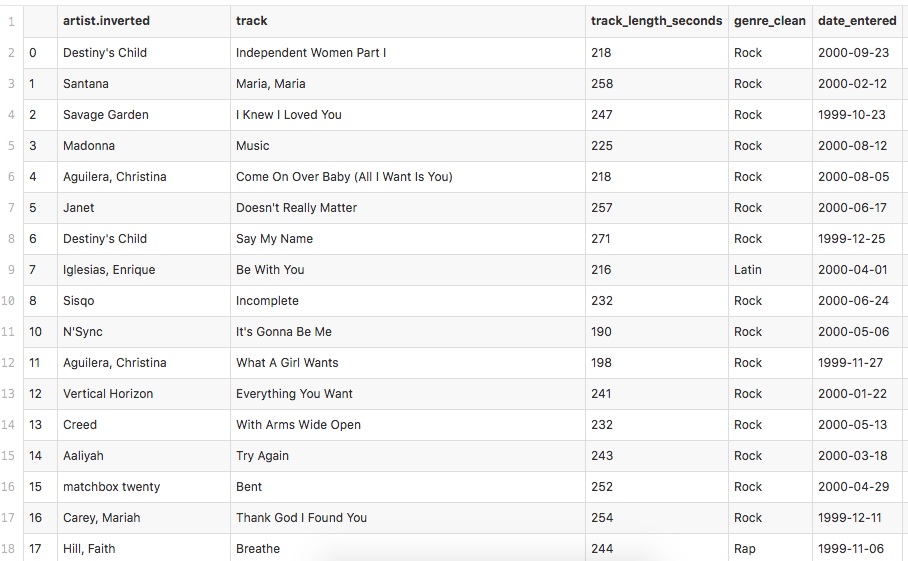 1 artist.inverted track track_length_seconds genre_clean date_entered
2 0 Destiny's Child Independent Women Part I 218 Rock 2000-09-23
3 1 Santana Maria, Maria 258 Rock 2000-02-12
4 2 Savage Garden I Knew I Loved You 247 Rock 1999-10-23
5 3 Madonna Music 225 Rock 2000-08-12
6 4 Aguilera, Christina Come On Over Baby (All I Want Is You) 218 Rock 2000-08-05
7 5 Janet Doesn't Really Matter 257 Rock 2000-06-17
8 6 Destiny's Child Say My Name 271 Rock 1999-12-25
9 7 Iglesias, Enrique Be With You 216 Latin 2000-04-01
10 8 Sisqo Incomplete 232 Rock 2000-06-24
11 10 N'Sync It's Gonna Be Me 190 Rock 2000-05-06
12 11 Aguilera, Christina What A Girl Wants 198 Rock 1999-11-27
13 12 Vertical Horizon Everything You Want 241 Rock 2000-01-22
14 13 Creed With Arms Wide Open 232 Rock 2000-05-13
15 14 Aaliyah Try Again 243 Rock 2000-03-18
16 15 matchbox twenty Bent 252 Rock 2000-04-29
17 16 Carey, Mariah Thank God I Found You 254 Rock 1999-12-11
18 17 Hill, Faith Breathe 244 Rap 1999-11-06